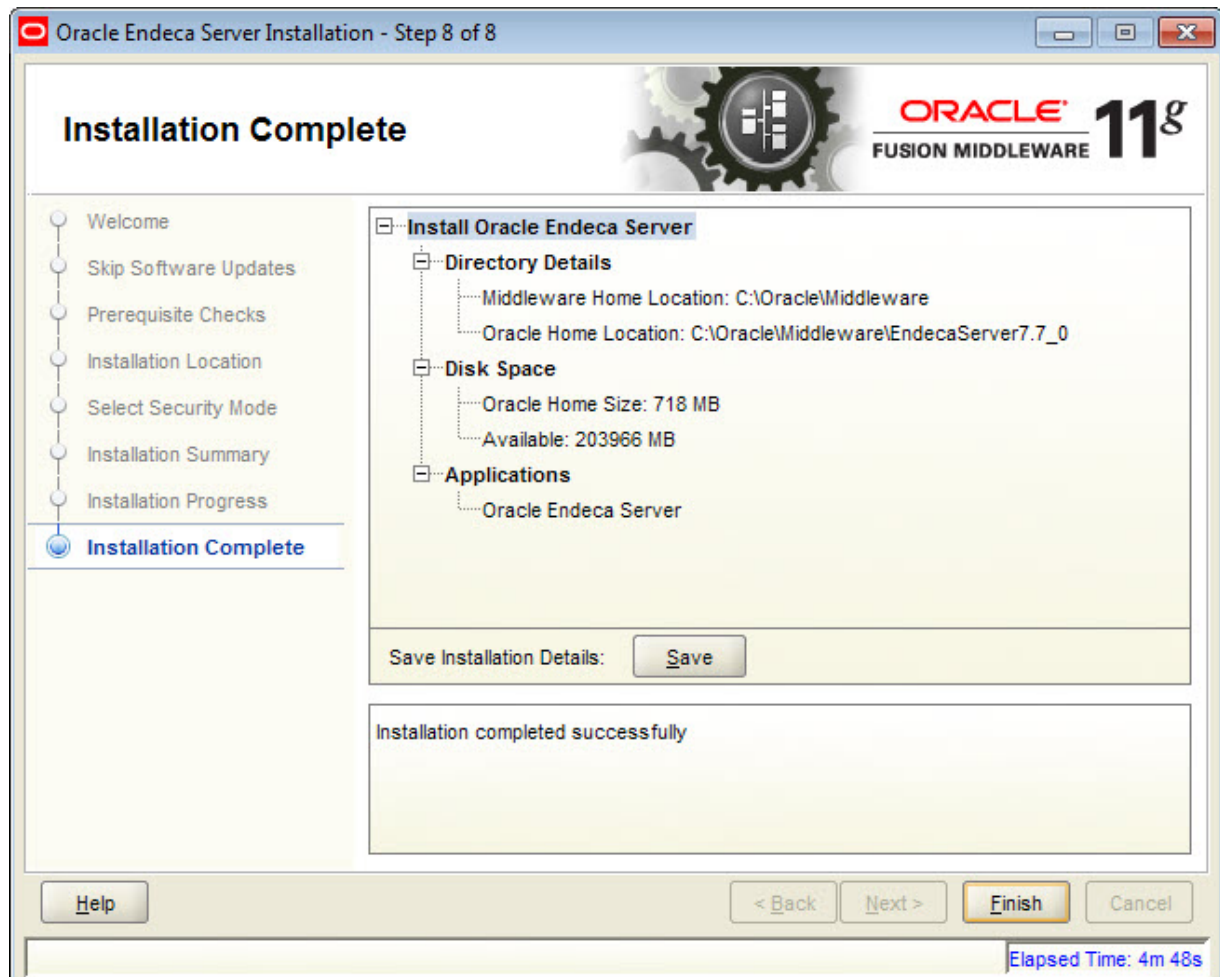 Oracle Endeca Server Installation - Step 8 of 8
Installation Complete
ORACLE
FUSION MIDDLEWARE
11g
Welcome
Skip Software Updates
Prerequisite Checks
Installation Location
Select Security Mode
Installation Summary
Installation Progress
Installation Complete
Install Oracle Endeca Server
Directory Details
Middleware Home Location: C:\Oracle\Middleware
Oracle Home Location: C:\Oracle\Middleware\EndecaServer7.7_0
Disk Space
Oracle Home Size: 718 MB
Available: 203966 MB
Applications
Oracle Endeca Server
Save Installation Details: Save
Installation completed successfully
Help < Back Next > Finish Cancel
Elapsed Time: 4m 48s